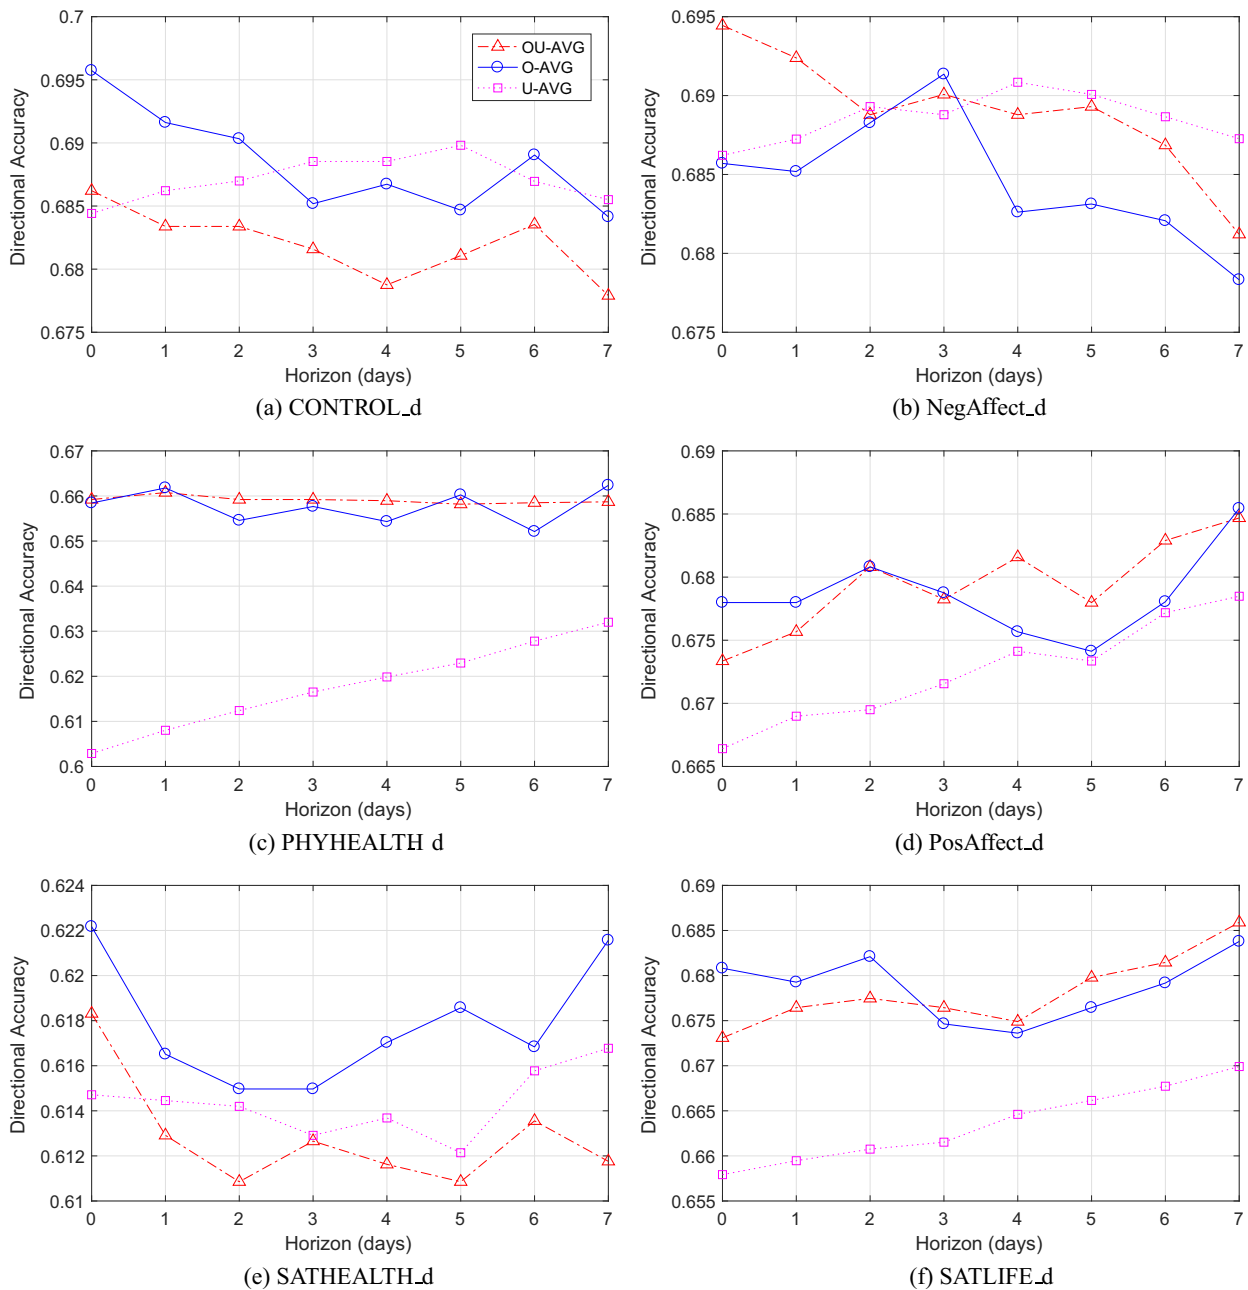 0.7
0.695
0.69
0.685
0.68
0.675
Directional Accuracy
OU-AVG
O-AVG
U-AVG
0 1 2 3 4 5 6 7
Horizon (days)
(a) CONTROL_d
0.695
0.69
0.685
0.68
0.675
Directional Accuracy
0 1 2 3 4 5 6 7
Horizon (days)
(b) NegAffect_d
0.67
0.66
0.65
0.64
0.63
0.62
0.61
0.6
Directional Accuracy
0 1 2 3 4 5 6 7
Horizon (days)
(c) PHYHEALTH d
0.69
0.685
0.68
0.675
0.67
0.665
Directional Accuracy
0 1 2 3 4 5 6 7
Horizon (days)
(d) PosAffect_d
0.624
0.622
0.62
0.618
0.616
0.614
0.612
0.61
Directional Accuracy
0 1 2 3 4 5 6 7
Horizon (days)
(e) SATHEALTH_d
0.69
0.685
0.68
0.675
0.67
0.665
0.66
0.655
Directional Accuracy
0 1 2 3 4 5 6 7
Horizon (days)
(f) SATLIFE_d